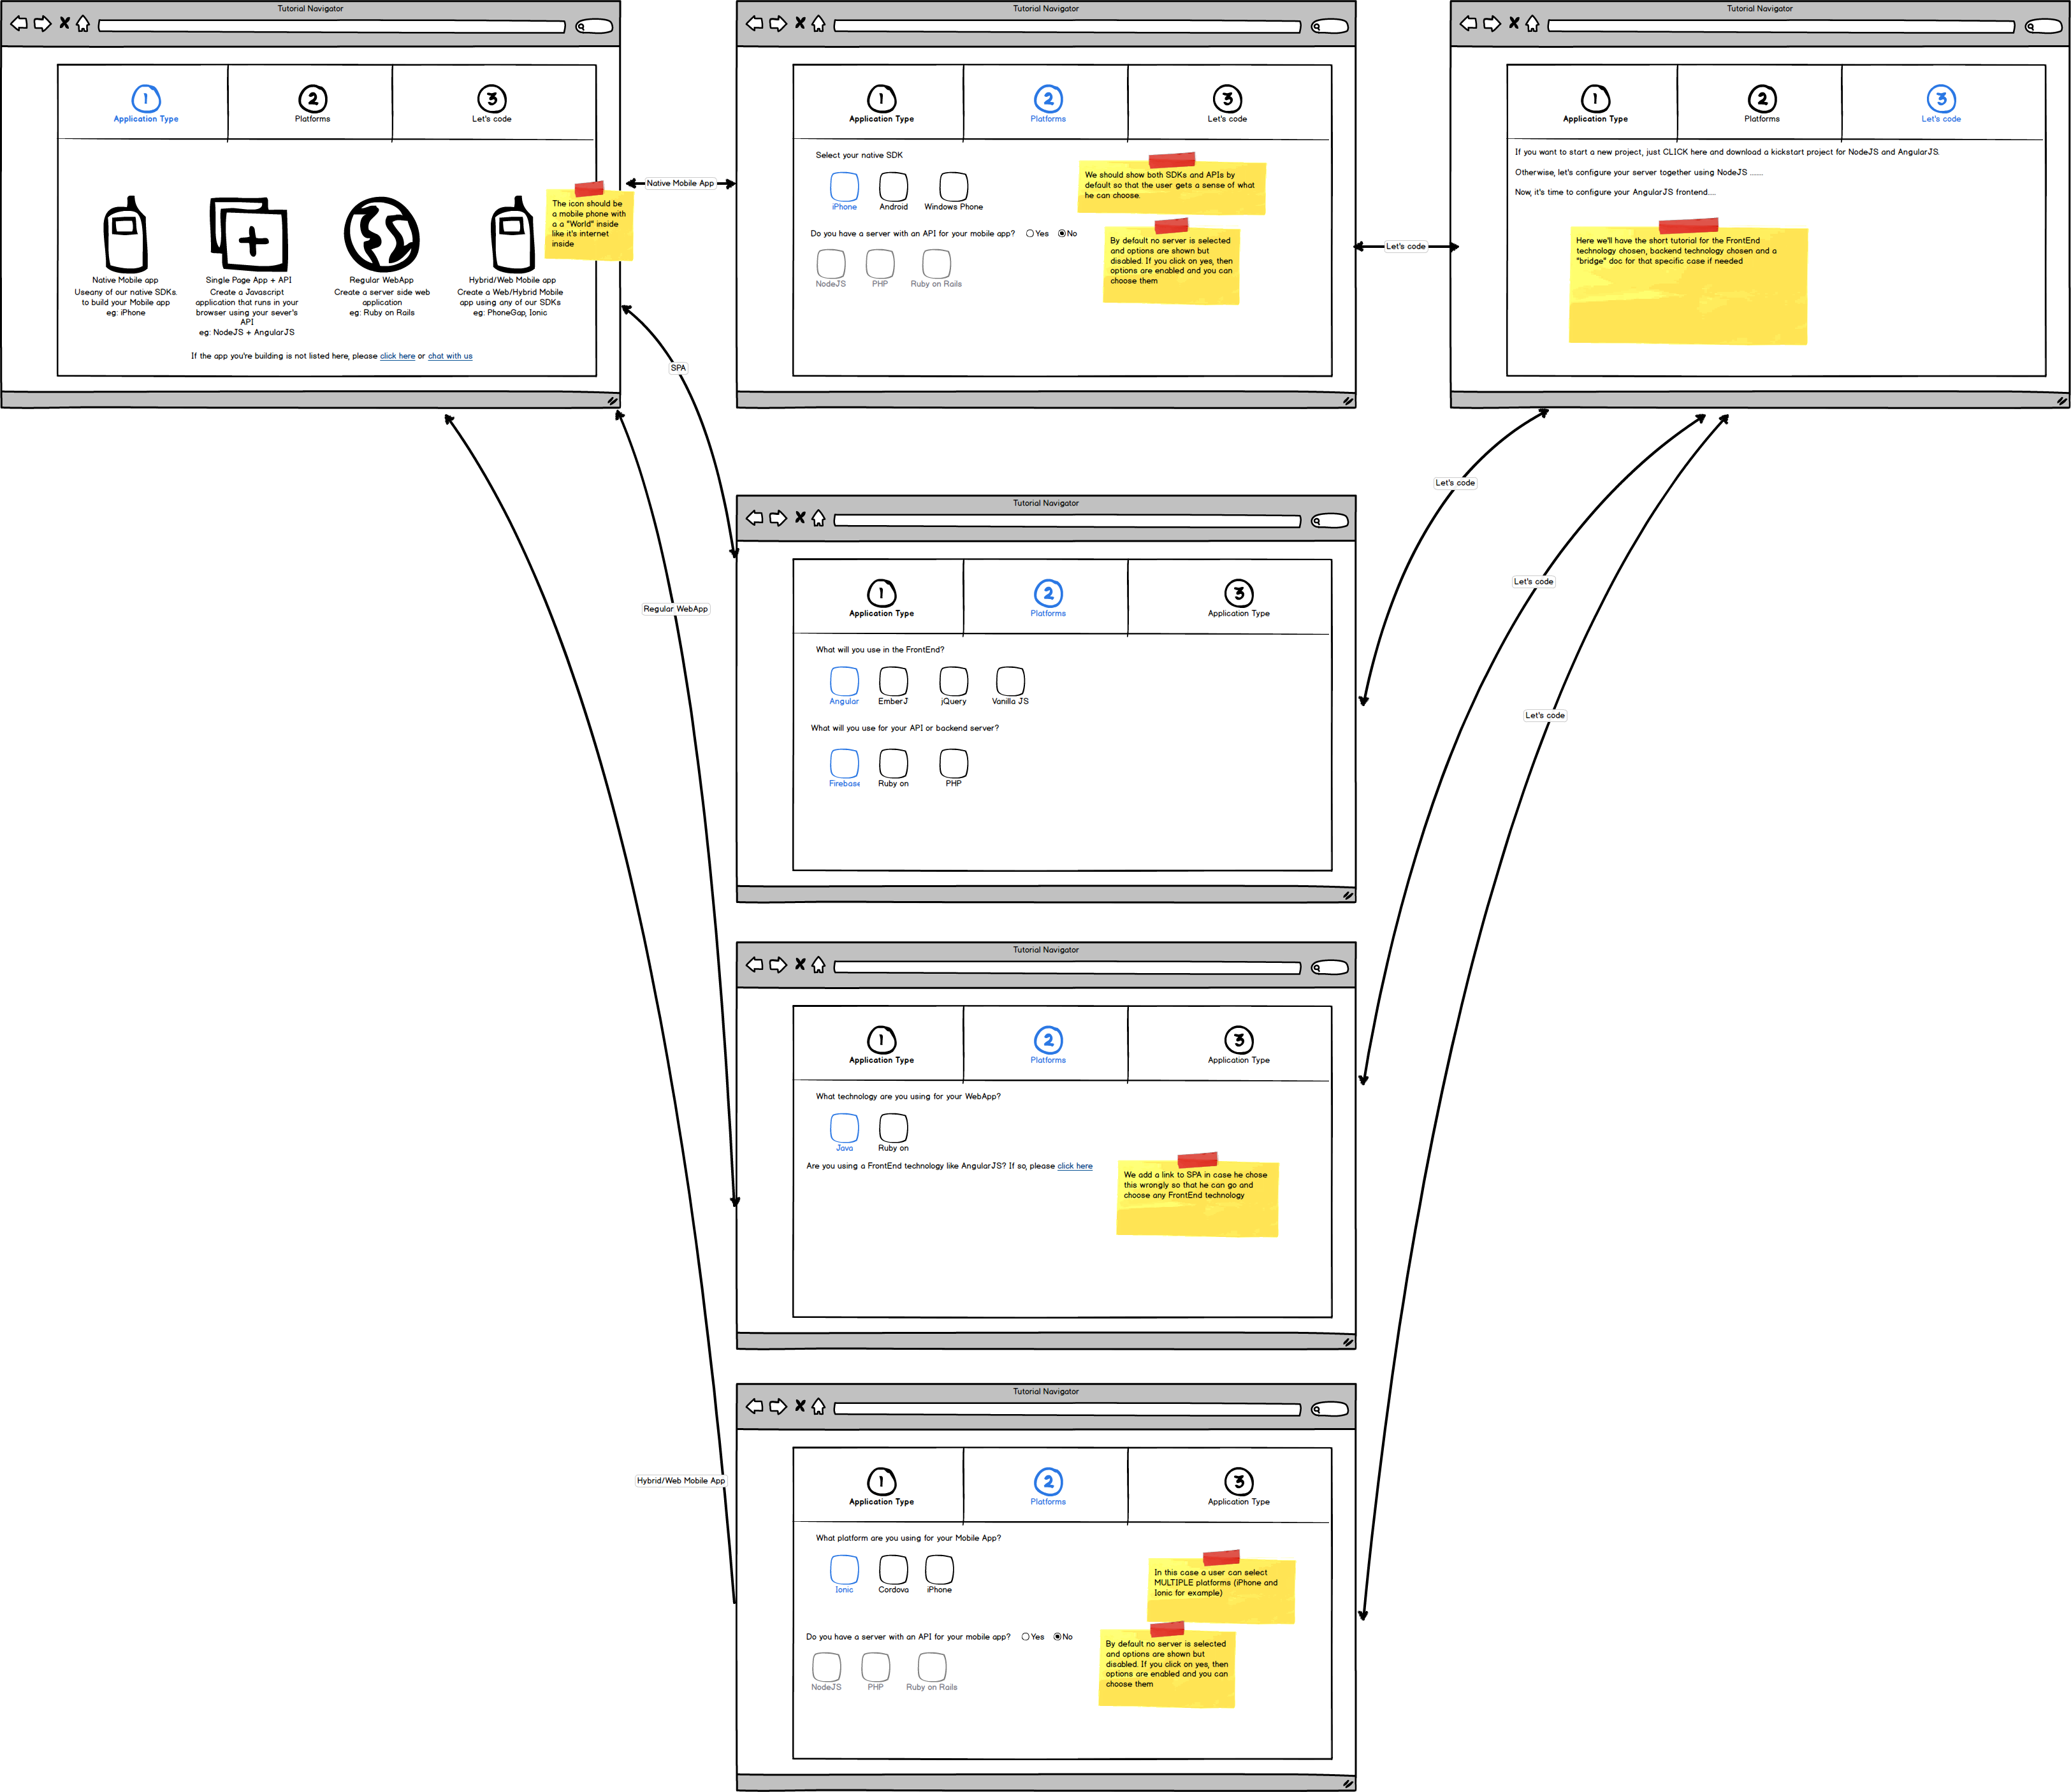 Tutorial Navigator
1
Application Type
2
Platforms
3
Let's code
Native Mobile app
Useany of our native SDKs.
to build your Mobile app
eg: iPhone
Single Page App + API
Create a Javascript
application that runs in your
browser using your sever's
API
eg: NodeJS + AngularJS
Regular WebApp
Create a server side web
application
eg: Ruby on Rails
Hybrid/Web Mobile app
Create a Web/Hybrid Mobile
app using any of our SDKs
eg: PhoneGap, Ionic
The icon should be
a mobile phone with
a a "World" inside
like it's internet
inside
If the app you're building is not listed here, please click here or chat with us
Native Mobile App
SPA
Regular WebApp
Hybrid/Web Mobile App
Tutorial Navigator
1
Application Type
2
Platforms
3
Let's code
Select your native SDK
iPhone
Android
Windows Phone
We should show both SDKs and APIs by
default so that the user gets a sense of what
he can choose.
Do you have a server with an API for your mobile app? Yes No
NodeJS
PHP
Ruby on Rails
By default no server is selected
and options are shown but
disabled. If you click on yes, then
options are enabled and you can
choose them
Let's code
Tutorial Navigator
1
Application Type
2
Platforms
3
Let's code
If you want to start a new project, just CLICK here and download a kickstart project for NodeJS and AngularJS.
Otherwise, let's configure your server together using NodeJS ......
Now, it's time to configure your AngularJS frontend....
Here we'll have the short tutorial for the FrontEnd
technology chosen, backend technology chosen and a
"bridge" doc for that specific case if needed
Let's code
Let's code
Let's code
Tutorial Navigator
1
Application Type
2
Platforms
3
Application Type
What will you use in the FrontEnd?
Angular
EmberJ
jQuery
Vanilla JS
What will you use for your API or backend server?
Firebase
Ruby on
PHP
Tutorial Navigator
1
Application Type
2
Platforms
3
Application Type
What technology are you using for your WebApp?
Java
Ruby on
Are you using a FrontEnd technology like AngularJS? If so, please click here
We add a link to SPA in case he chose
this wrongly so that he can go and
choose any FrontEnd technology
Tutorial Navigator
1
Application Type
2
Platforms
3
Application Type
What platform are you using for your Mobile App?
Ionic
Cordova
iPhone
In this case a user can select
MULTIPLE platforms (iPhone and
Ionic for example)
Do you have a server with an API for your mobile app? Yes No
NodeJS
PHP
Ruby on Rails
By default no server is selected
and options are shown but
disabled. If you click on yes, then
options are enabled and you can
choose them